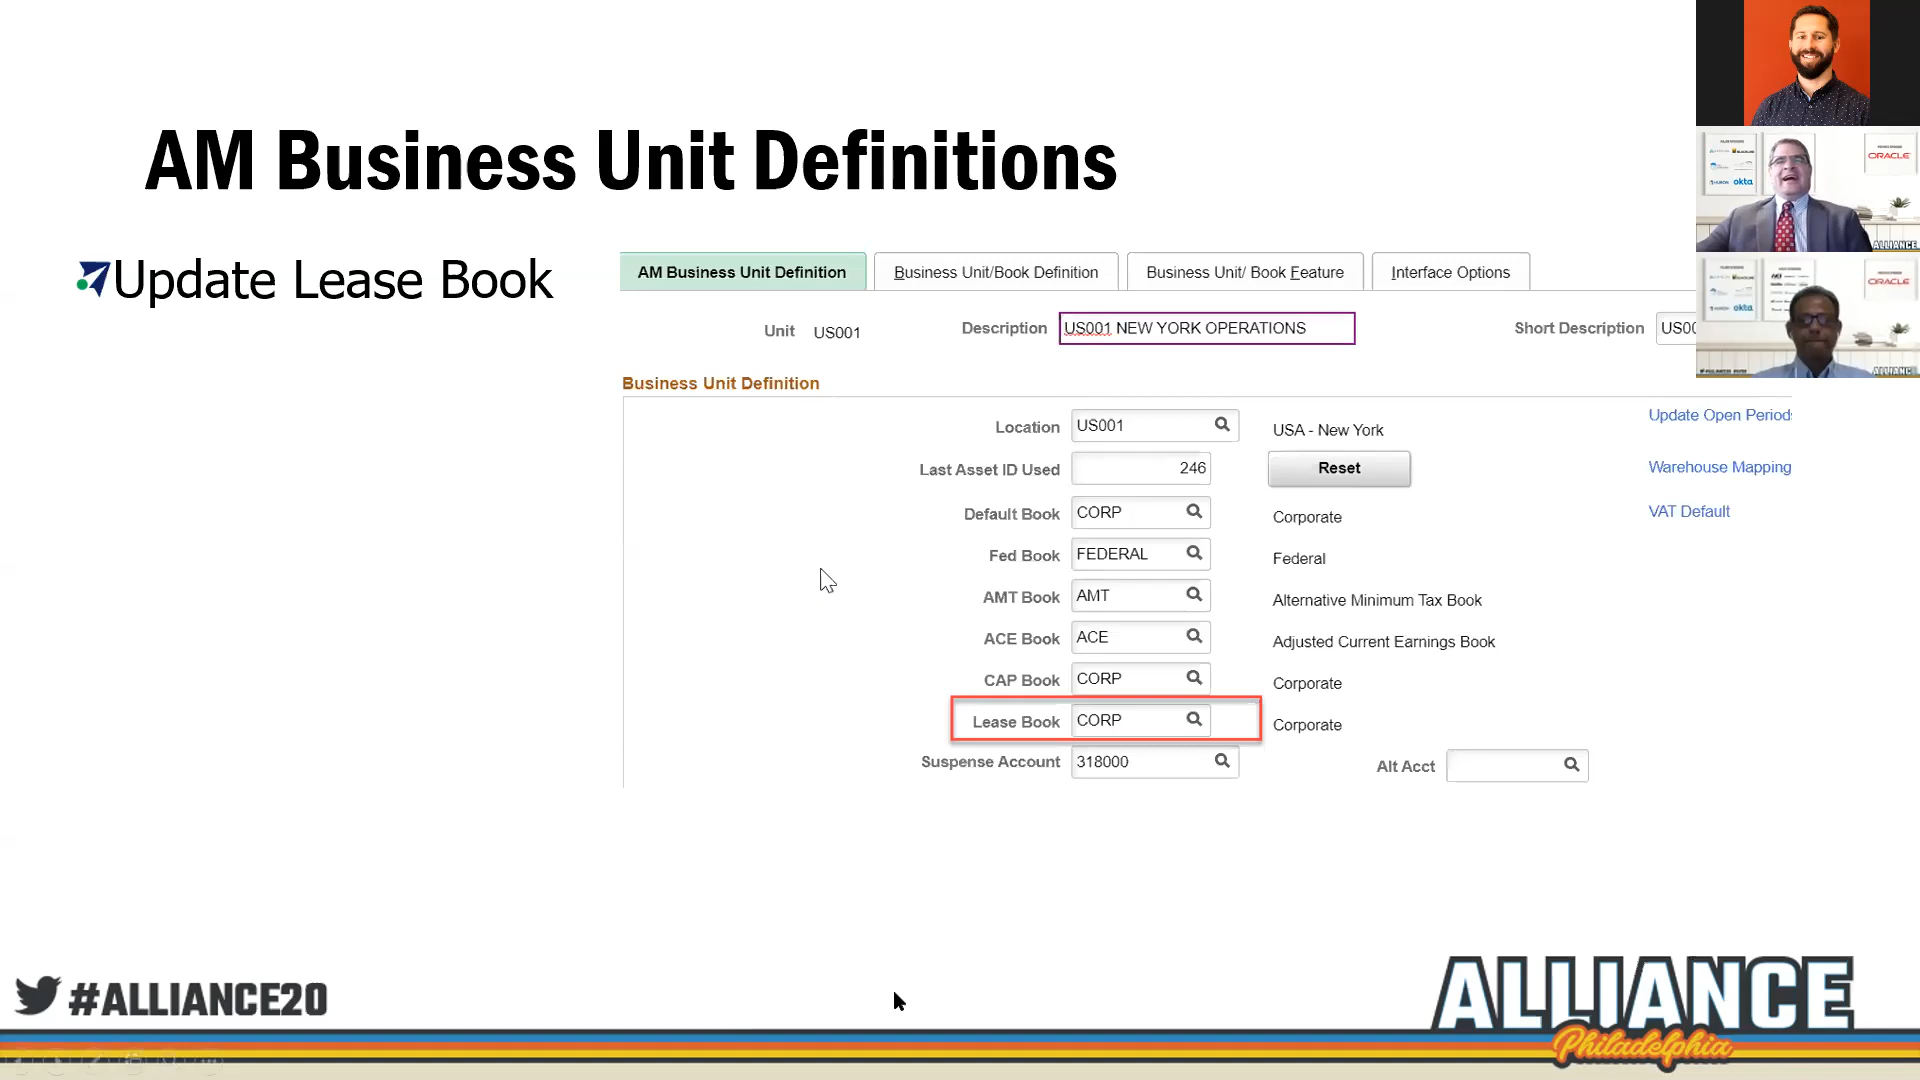 AM Business Unit Definitions
Update Lease Book
AM Business Unit Definition Business Unit/Book Definition Business Unit/ Book Feature Interface Options
Unit US001 Description US001 NEW YORK OPERATIONS Short Description US00
Business Unit Definition
Location US001 USA - New York Update Open Periods
Last Asset ID Used 246 Reset Warehouse Mapping
Default Book CORP Corporate VAT Default
Fed Book FEDERAL Federal
AMT Book AMT Alternative Minimum Tax Book
ACE Book ACE Adjusted Current Earnings Book
CAP Book CORP Corporate
Lease Book CORP Corporate
Suspense Account 318000 Alt Acct
ORACLE
okta
ALLIANCE
ORACLE
okta
ALLIANCE
#ALLIANCE20
ALLIANCE
Philadelphia